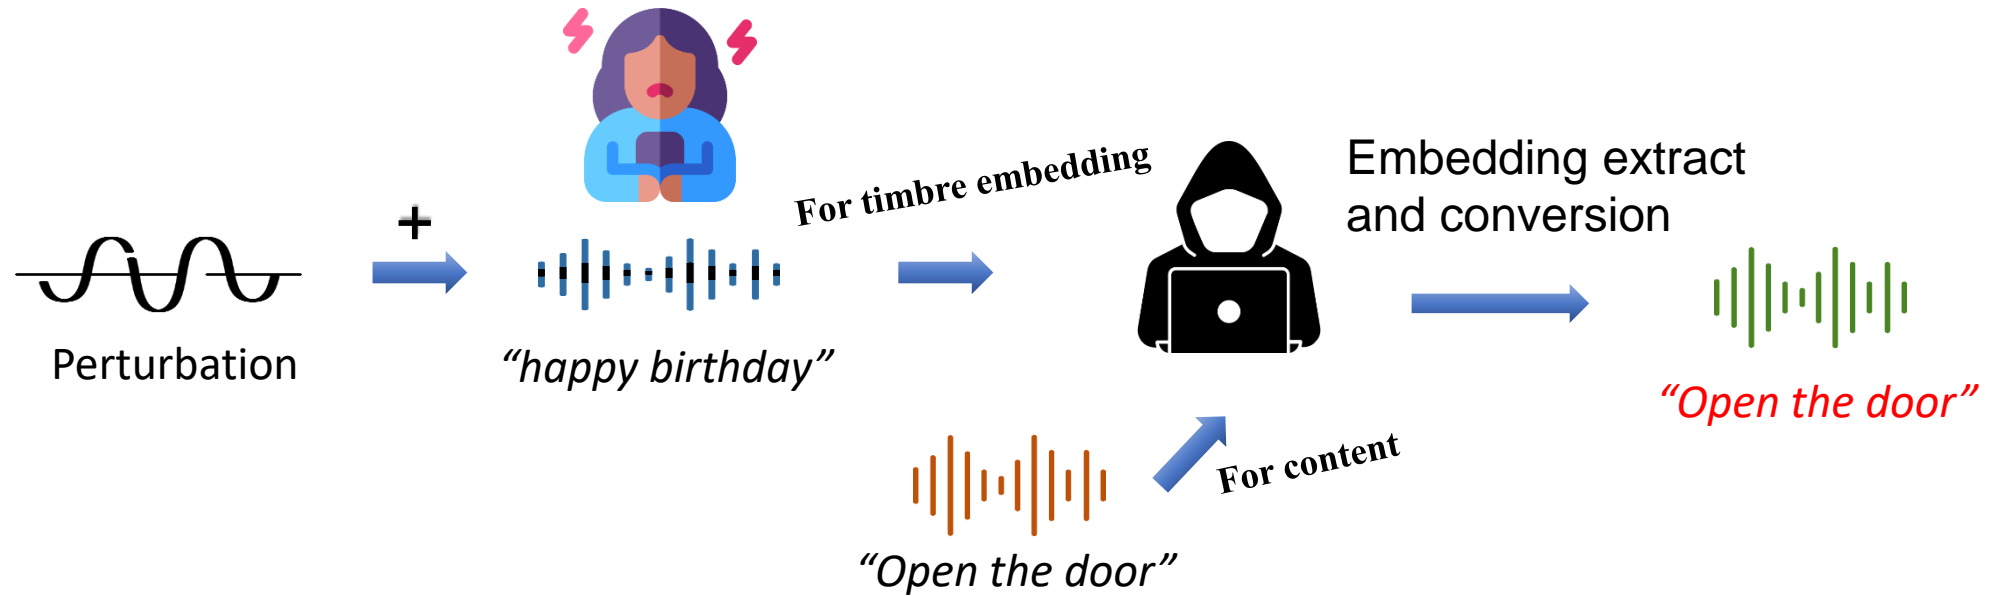 +
Perturbation
“happy birthday”
For timbre embedding
Embedding extract
and conversion
“Open the door”
For content
“Open the door”